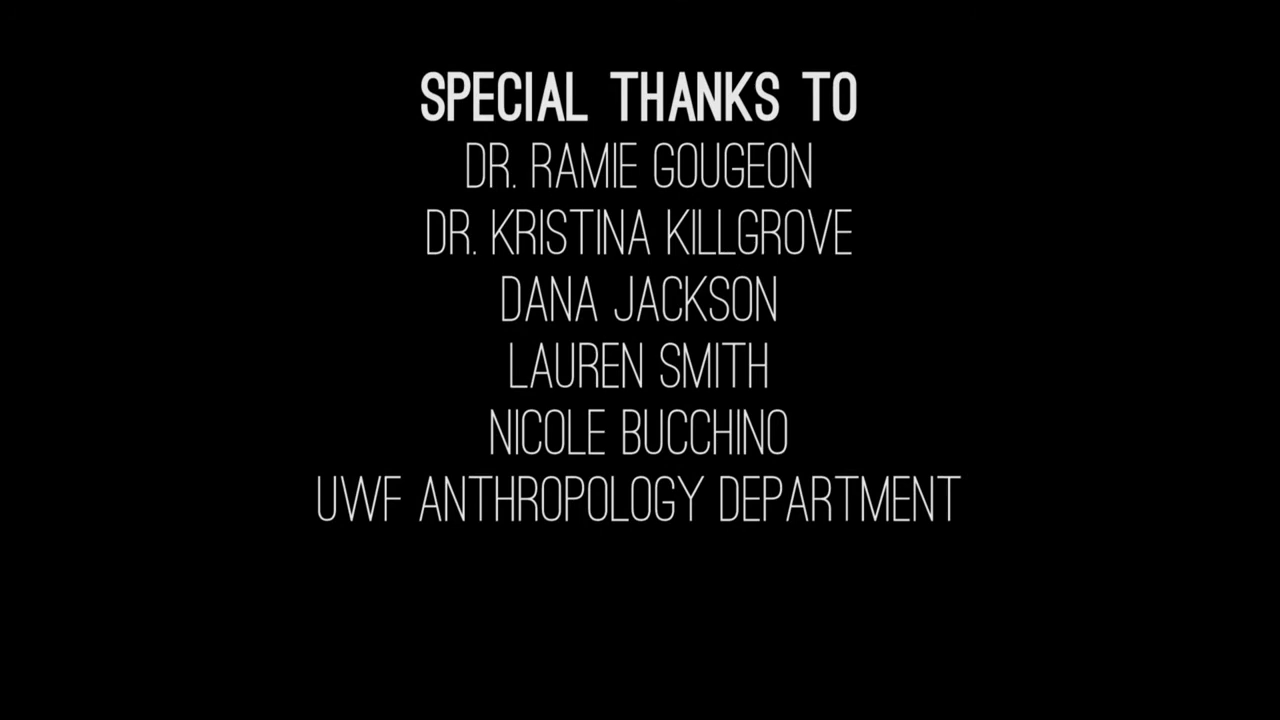 SPECIAL THANKS TO
DR. RAMIE GOUGEON
DR. KRISTINA KILLGROVE
DANA JACKSON
LAUREN SMITH
NICOLE BUCCHINO
UWF ANTHROPOLOGY DEPARTMENT